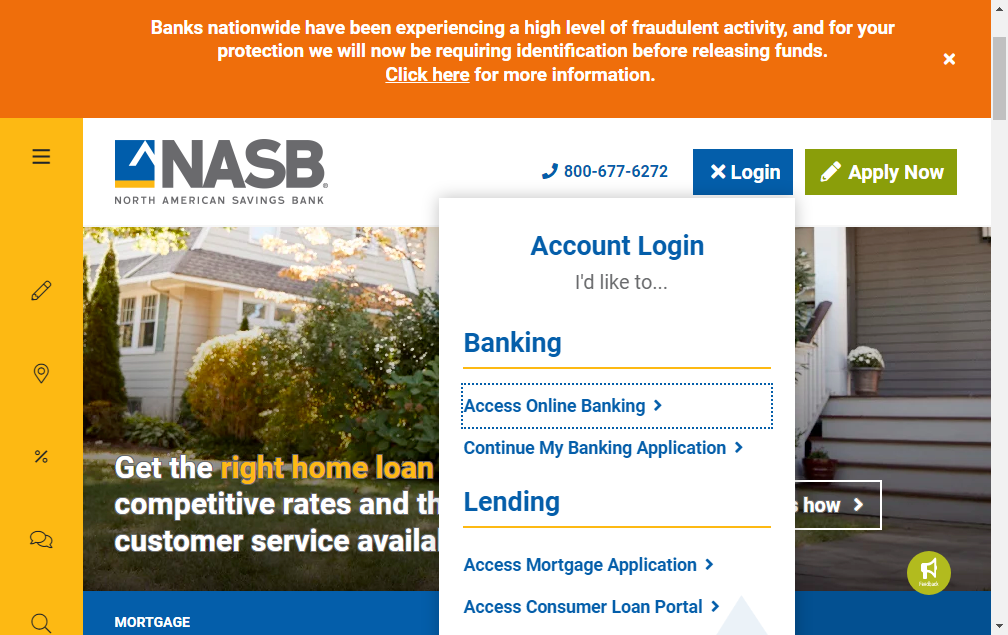 Banks nationwide have been experiencing a high level of fraudulent activity, and for your
protection we will now be requiring identification before releasing funds.
Click here for more information.
NASB
NORTH AMERICAN SAVINGS BANK
800-677-6272
Login
Apply Now
Account Login
I'd like to...
Banking
Access Online Banking
Continue My Banking Application
Lending
Access Mortgage Application
Access Consumer Loan Portal
Get the right home loan
competitive rates and th
customer service availal
how
Feedback
MORTGAGE